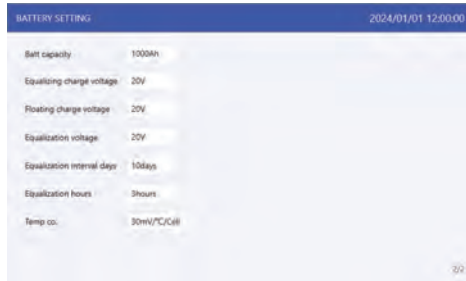 BATTERY SETTING 2024/01/01 12:00:00
Batt capacity 1000Ah
Equalizing charge voltage 20V
Floating charge voltage 20V
Equalization voltage 20V
Equalization interval days 10days
Equalization hours 3hours
Temp co. 30mV/°C/Cell
2/2